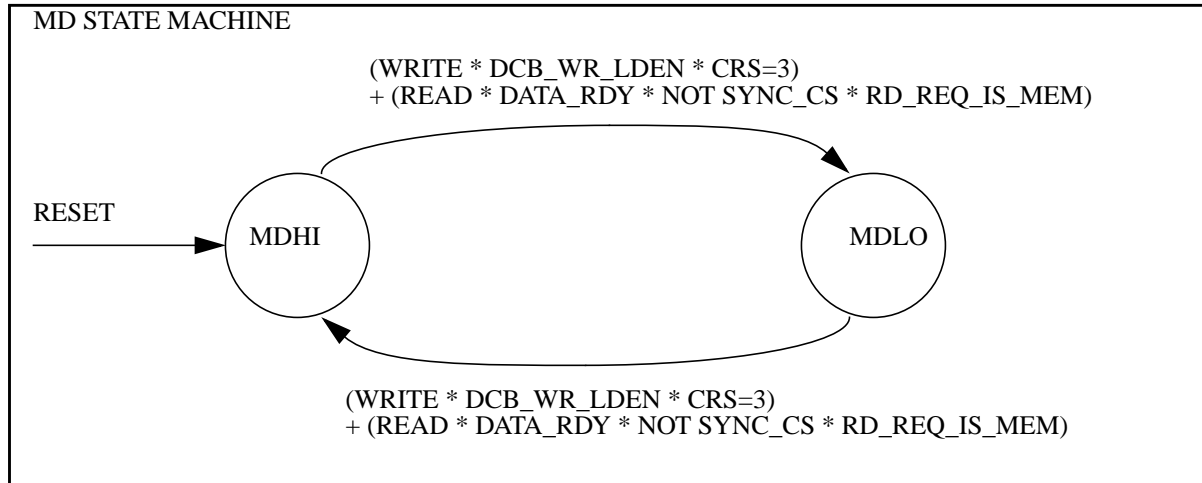 MD STATE MACHINE
(WRITE * DCB_WR_LDEN * CRS=3)
+ (READ * DATA_RDY * NOT SYNC_CS * RD_REQ_IS_MEM)
RESET
MDHI
MDLO
(WRITE * DCB_WR_LDEN * CRS=3)
+ (READ * DATA_RDY * NOT SYNC_CS * RD_REQ_IS_MEM)